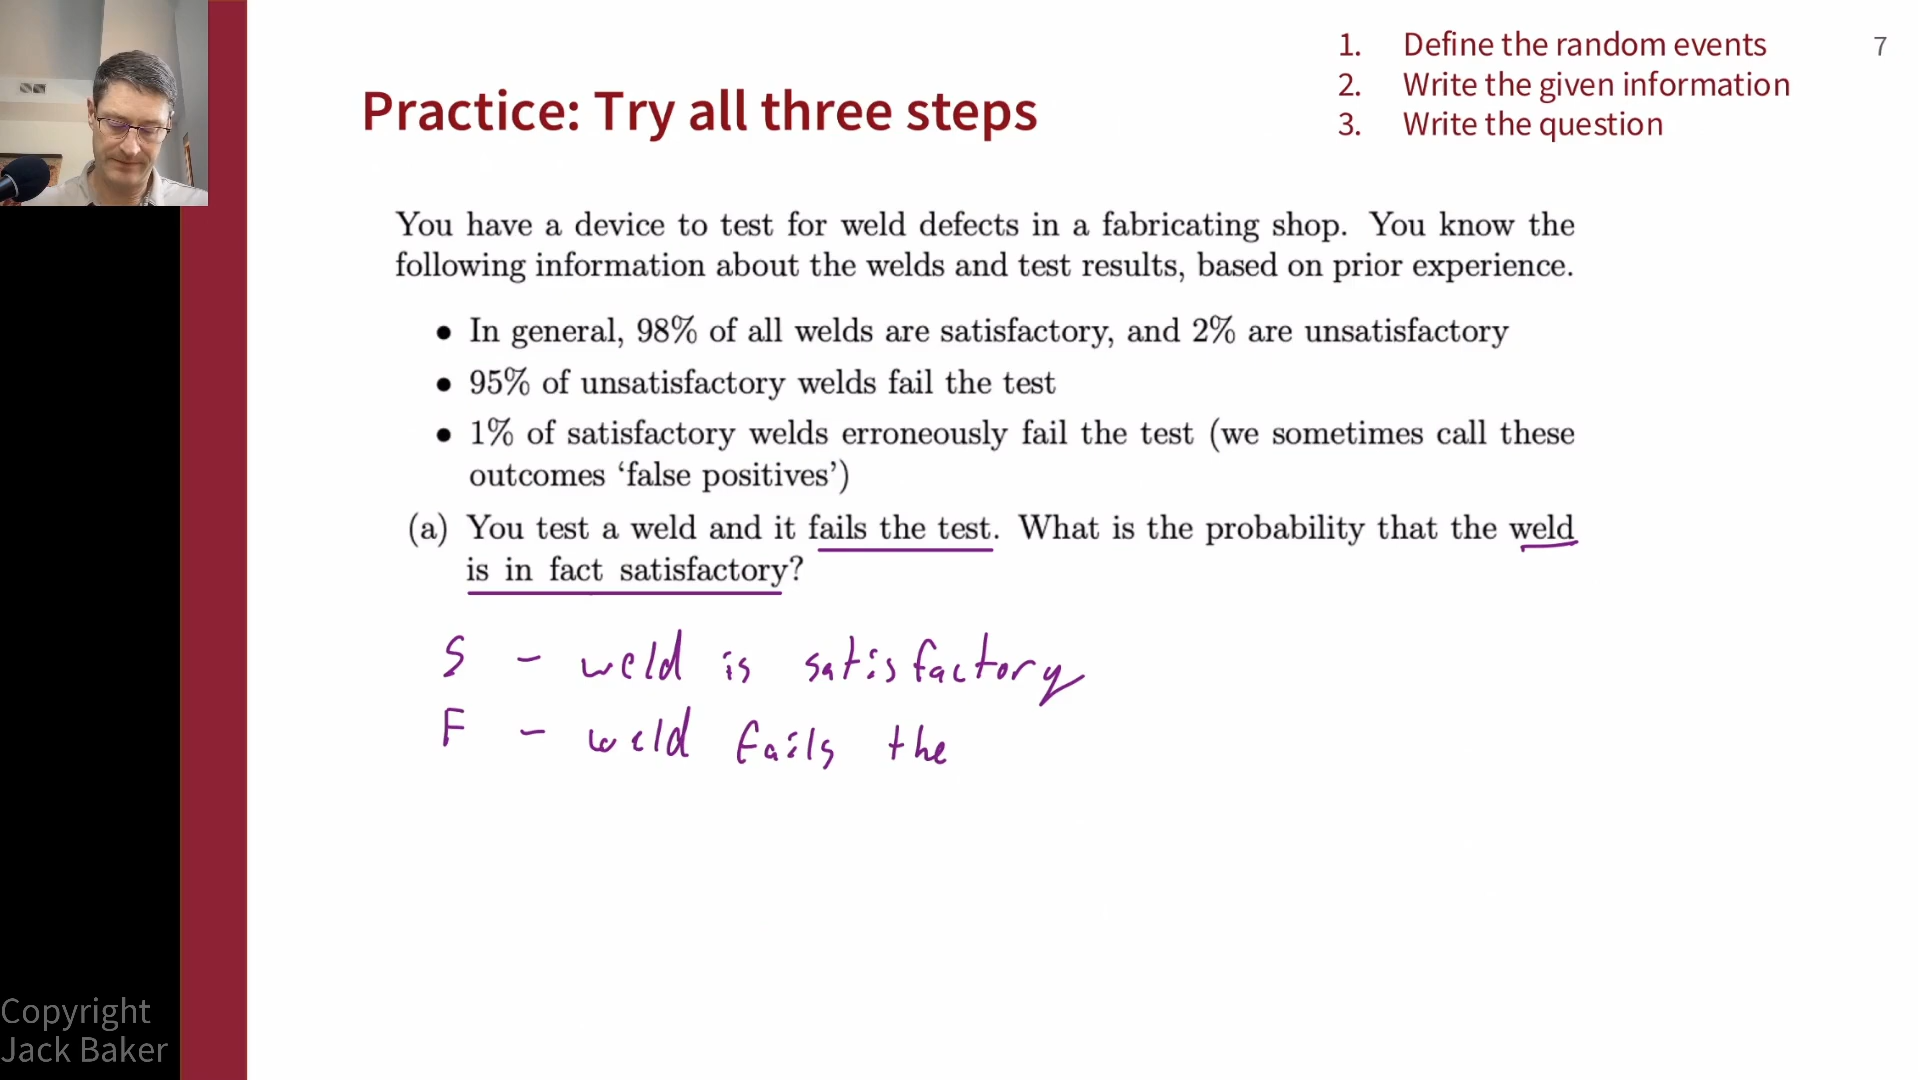 1. Define the random events
2. Write the given information
3. Write the question
7
Practice: Try all three steps
You have a device to test for weld defects in a fabricating shop. You know the
following information about the welds and test results, based on prior experience.
• In general, 98% of all welds are satisfactory, and 2% are unsatisfactory
• 95% of unsatisfactory welds fail the test
• 1% of satisfactory welds erroneously fail the test (we sometimes call these
outcomes ‘false positives’)
(a) You test a weld and it fails the test. What is the probability that the weld
is in fact satisfactory?
S – weld is satisfactory
F – weld fails the
Copyright
Jack Baker